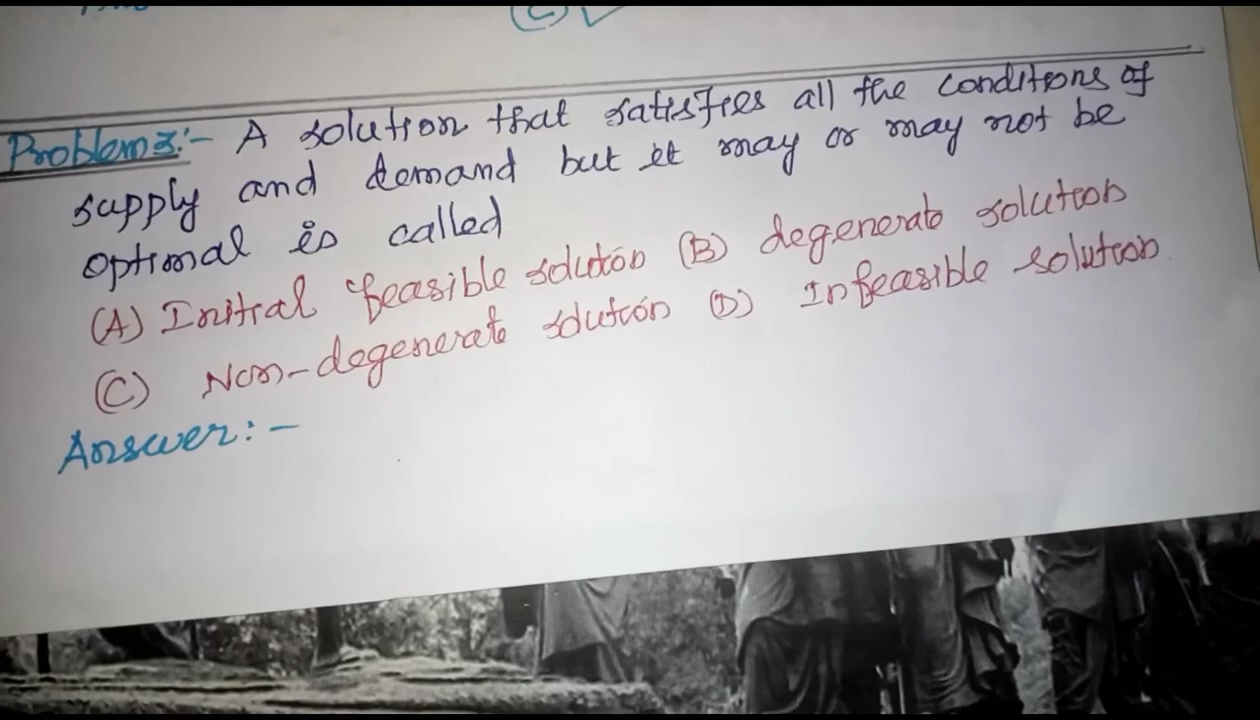 (C) ✓
Problem 3:- A solution that satisfies all the conditions of
supply and demand but it may or may not be
optimal is called
(A) Initial feasible solution (B) degenerate solution
(C) Non-degenerate solution (D) Infeasible solution
Answer:-